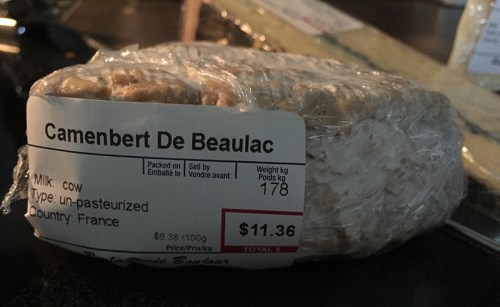 Camenbert De Beaulac
Packed on Sell by Weight kg
Emballé le Vendre avant Poids kg
178
Milk: cow
Type: un-pasteurized
Country: France
$6.38/100g $11.36
Price/Prix/kg TOTAL $